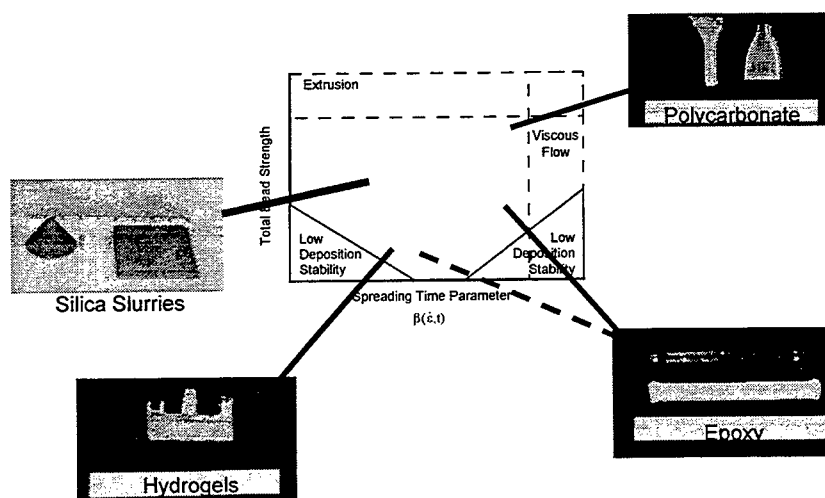 Extrusion
Polycarbonate
Viscous
Flow
Total Bead Strength
Low
Deposition
Stability
Low
Deposition
Stability
Silica Slurries
Spreading Time Parameter
β(ε̇,t)
Hydrogels
Epoxy